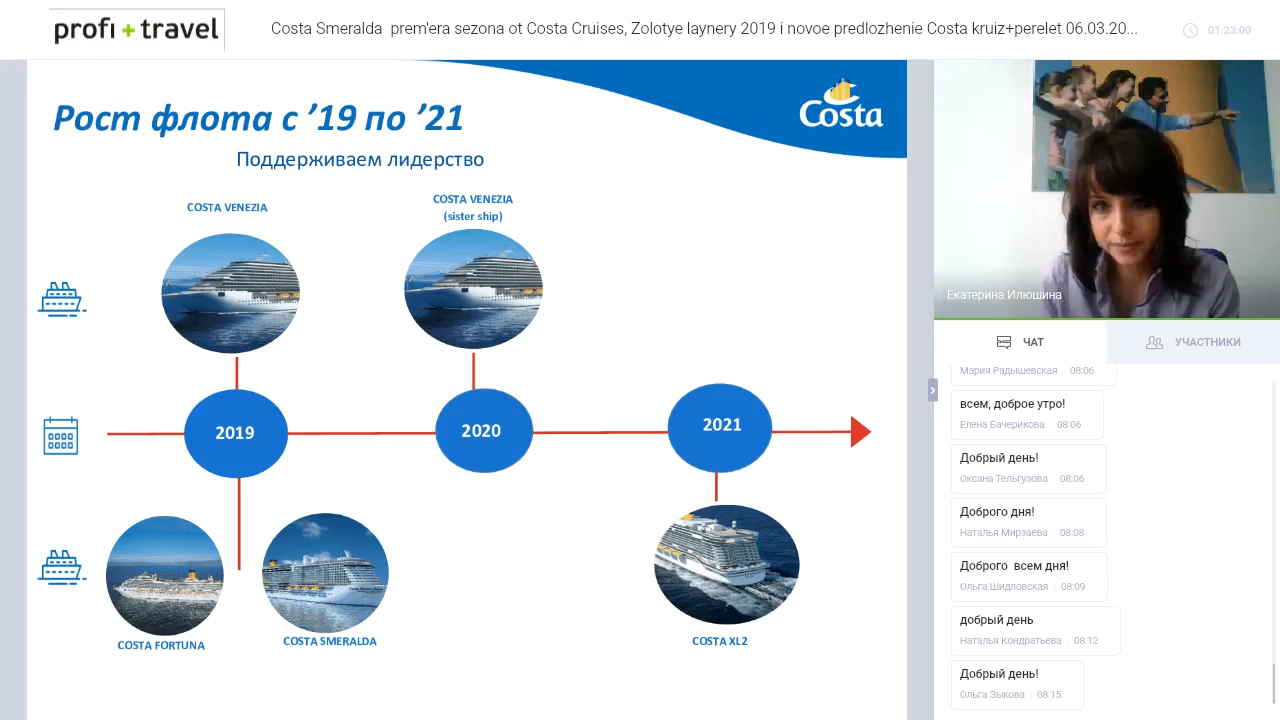 profi + travel
Costa Smeralda prem'era sezona ot Costa Cruises, Zolotye laynery 2019 i novoe predlozhenie Costa kruiz+perelet 06.03.20...
01:23:00
Рост флота с ’19 по ’21
Costa
Поддерживаем лидерство
COSTA VENEZIA
COSTA VENEZIA
(sister ship)
2019
2020
2021
COSTA FORTUNA
COSTA SMERALDA
COSTA XL2
Екатерина Илюшина
ЧАТ
УЧАСТНИКИ
Мария Радышевская 08:06
всем, доброе утро!
Елена Бачерикова 08:06
Добрый день!
Оксана Тельгузова 08:06
Доброго дня!
Наталья Мирзаева 08:08
Доброго всем дня!
Ольга Шидловская 08:09
добрый день
Наталья Кондратьева 08:12
Добрый день!
Ольга Зыкова 08:15